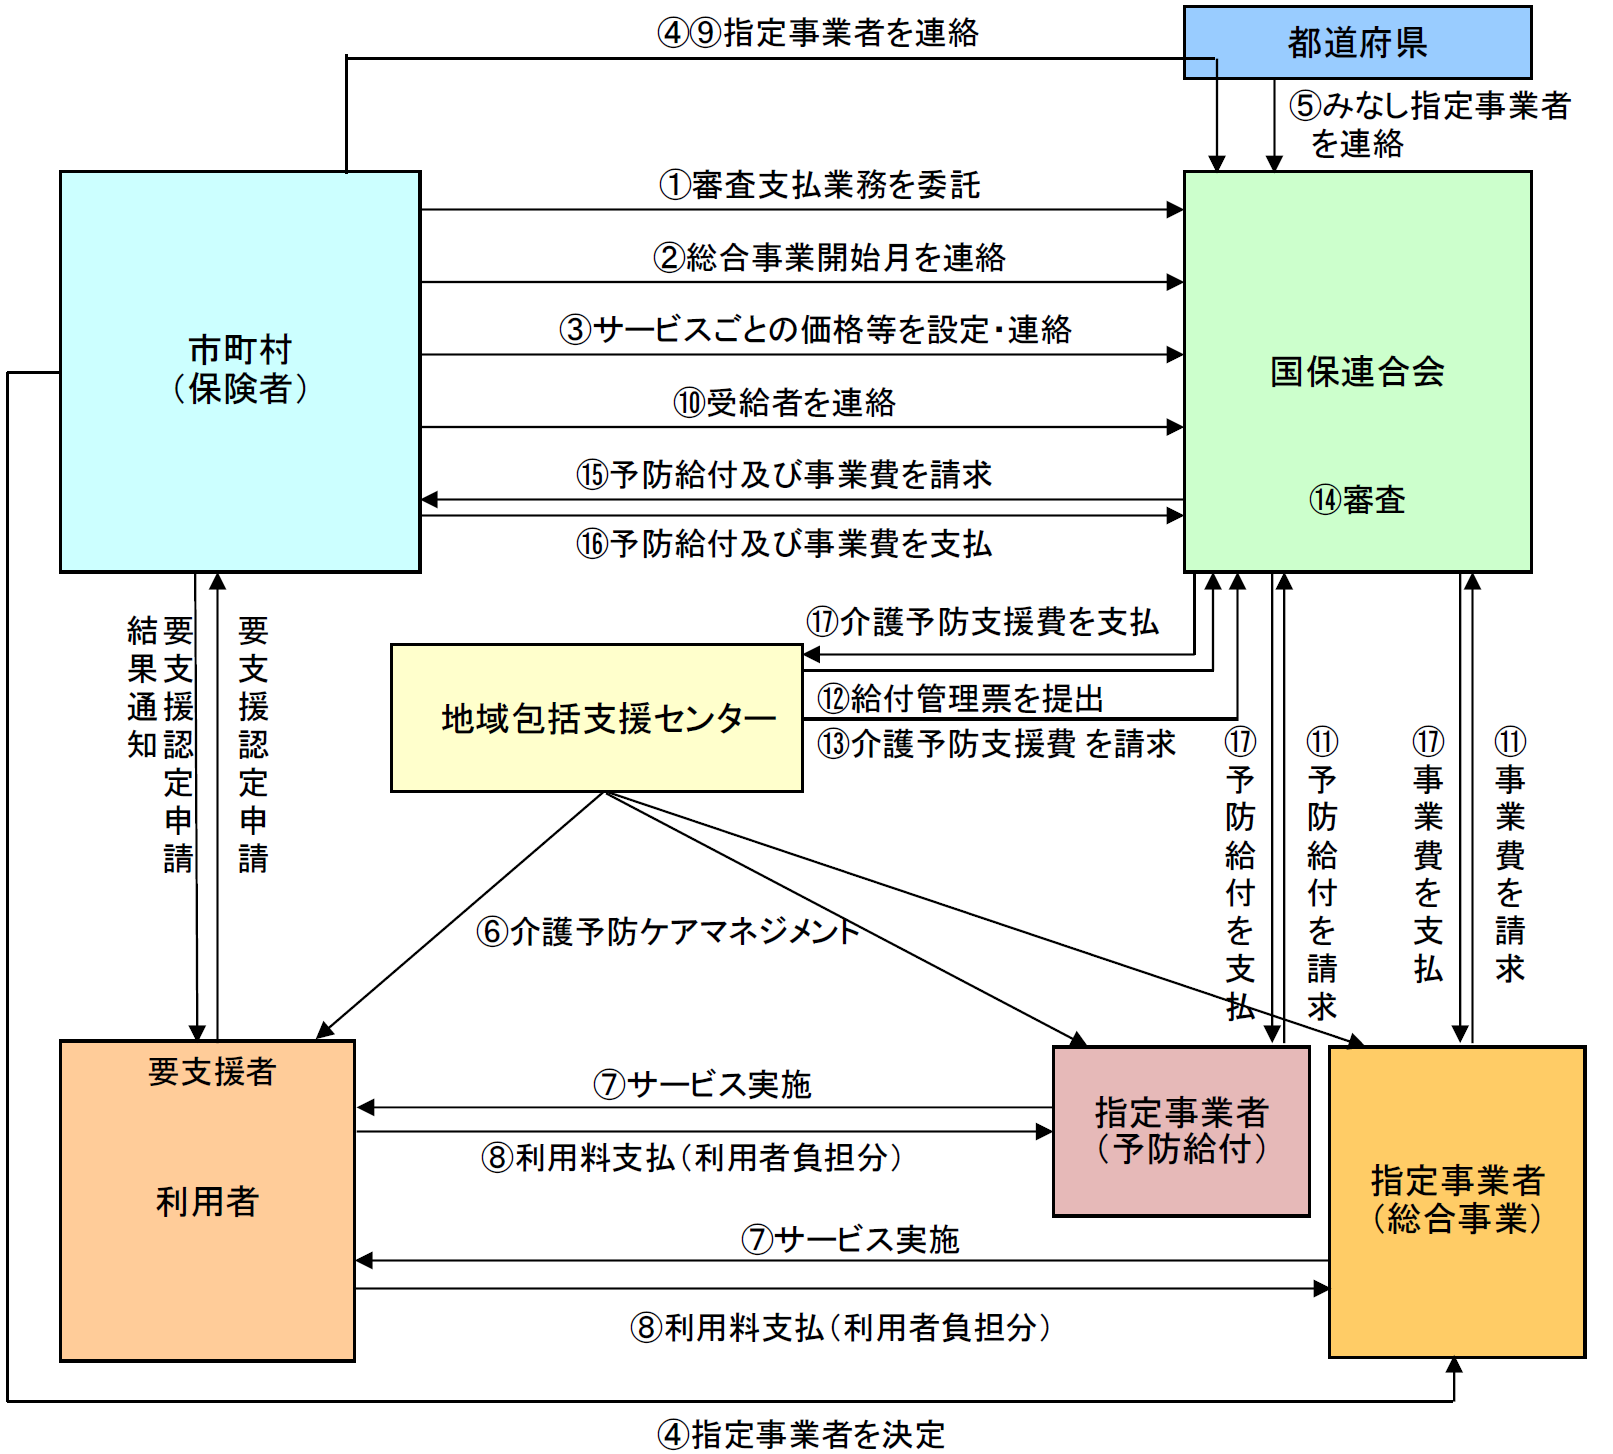 ④⑨指定事業者を連絡
都道府県
⑤みなし指定事業者
を連絡
①審査支払業務を委託
②総合事業開始月を連絡
③サービスごとの価格等を設定・連絡
市町村
（保険者）
国保連合会
⑩受給者を連絡
⑮予防給付及び事業費を請求
⑭審査
⑯予防給付及び事業費を支払
要支援認定申請
結果通知
要支援認定申請
⑰介護予防支援費を支払
地域包括支援センター
⑫給付管理票を提出
⑬介護予防支援費 を請求
⑰予防給付を支払
⑪予防給付を請求
⑰事業費を支払
⑪事業費を請求
⑥介護予防ケアマネジメント
要支援者
利用者
⑦サービス実施
⑧利用料支払（利用者負担分）
指定事業者
（予防給付）
指定事業者
（総合事業）
⑦サービス実施
⑧利用料支払（利用者負担分）
④指定事業者を決定